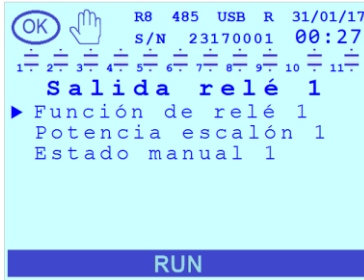 OK R8 485 USB R 31/01/17
S/N 23170001 00:27
1 2 3 4 5 6 7 8 9 10 11
Salida relé 1
Función de relé 1
Potencia escalón 1
Estado manual 1
RUN